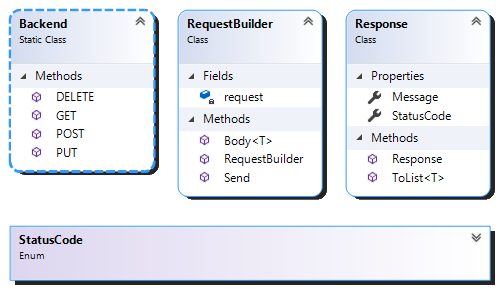 Backend
Static Class
Methods
DELETE
GET
POST
PUT
RequestBuilder
Class
Fields
request
Methods
Body<T>
RequestBuilder
Send
Response
Class
Properties
Message
StatusCode
Methods
Response
ToList<T>
StatusCode
Enum